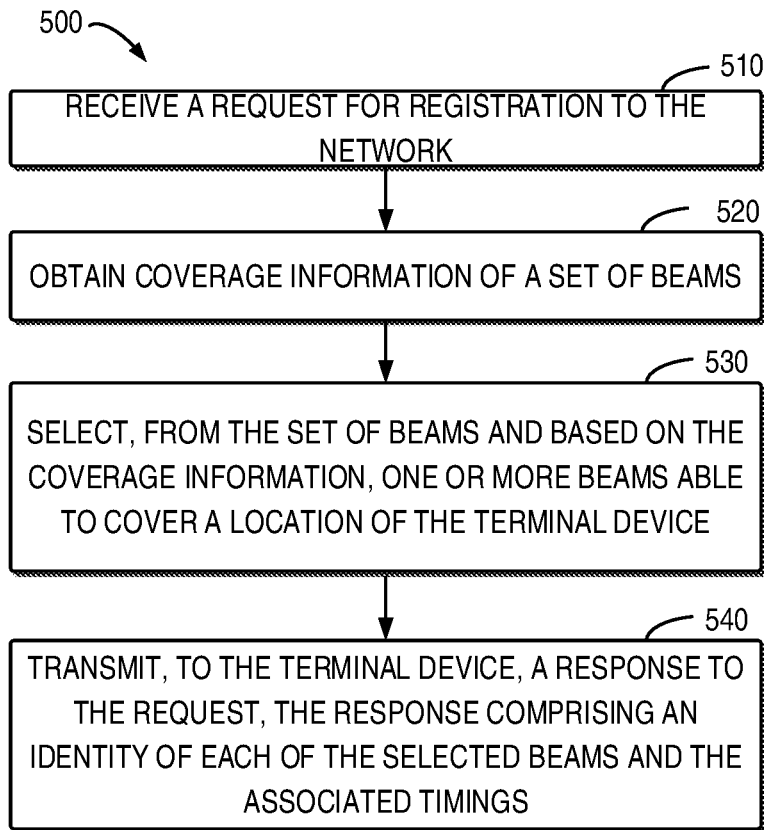 500
510
RECEIVE A REQUEST FOR REGISTRATION TO THE
NETWORK
520
OBTAIN COVERAGE INFORMATION OF A SET OF BEAMS
530
SELECT, FROM THE SET OF BEAMS AND BASED ON THE
COVERAGE INFORMATION, ONE OR MORE BEAMS ABLE
TO COVER A LOCATION OF THE TERMINAL DEVICE
540
TRANSMIT, TO THE TERMINAL DEVICE, A RESPONSE TO
THE REQUEST, THE RESPONSE COMPRISING AN
IDENTITY OF EACH OF THE SELECTED BEAMS AND THE
ASSOCIATED TIMINGS